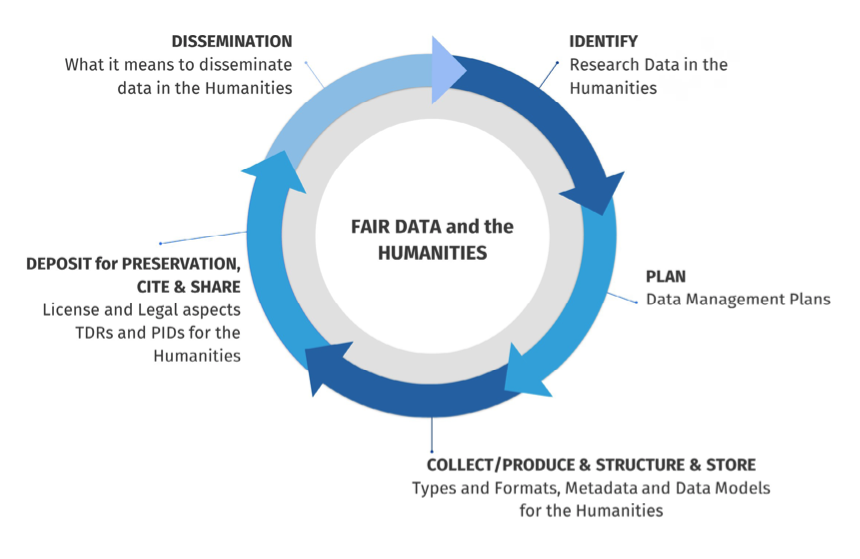 DISSEMINATION
What it means to disseminate
data in the Humanities
IDENTIFY
Research Data in the
Humanities
FAIR DATA and the
HUMANITIES
PLAN
Data Management Plans
DEPOSIT for PRESERVATION,
CITE & SHARE
License and Legal aspects
TDRs and PIDs for the
Humanities
COLLECT/PRODUCE & STRUCTURE & STORE
Types and Formats, Metadata and Data Models
for the Humanities